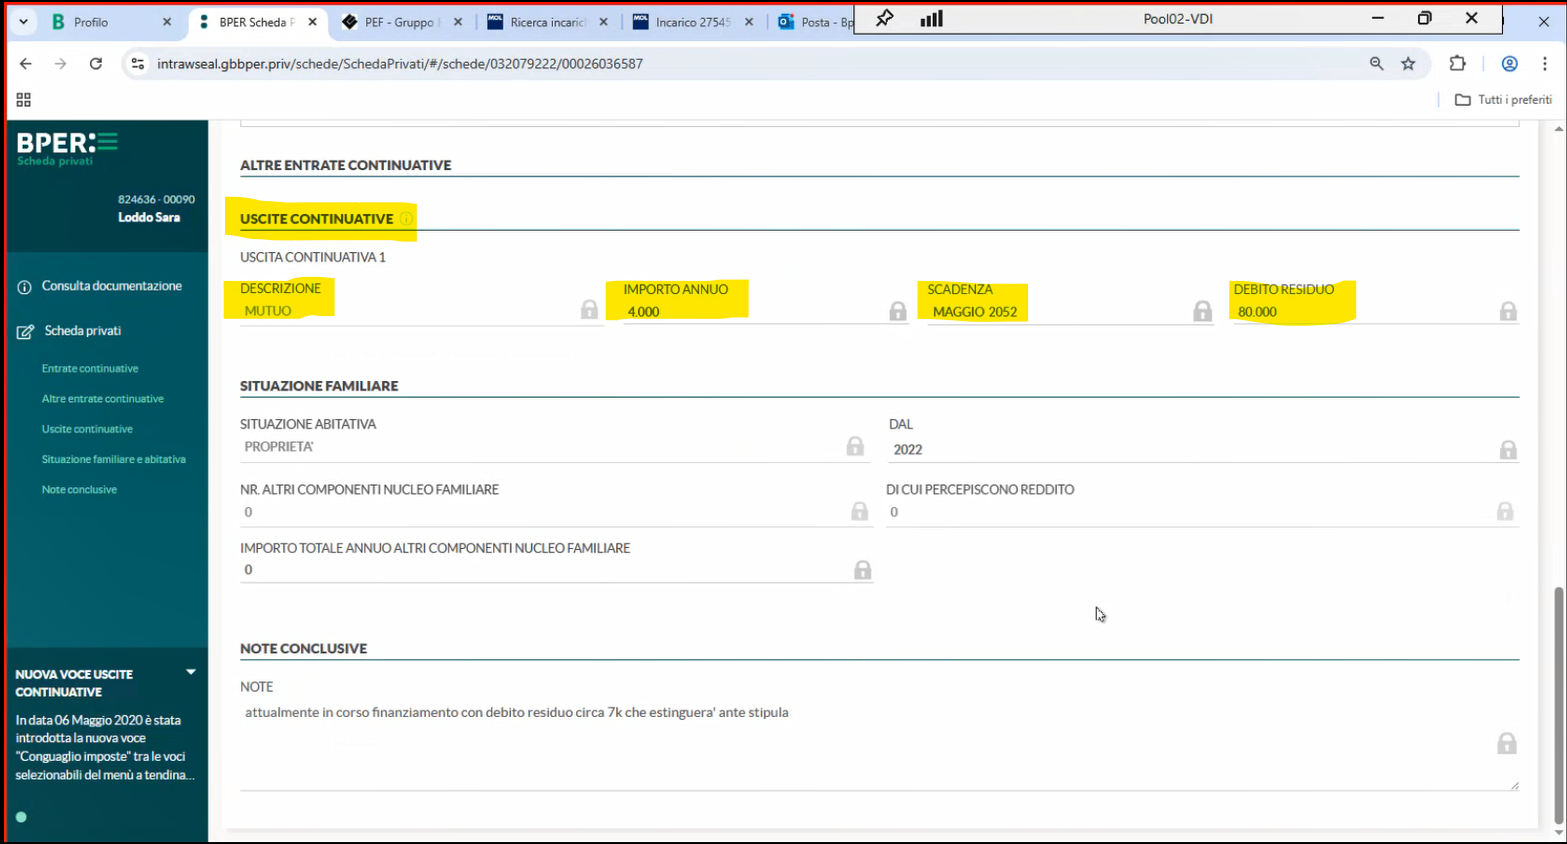 Profilo
BPER Scheda P
PEF - Gruppo
Ricerca incaric
Incarico 27545
Posta - Bp
Pool02-VDI
intrawseal.gbbper.priv/schede/SchedaPrivati/#/schede/032079222/00026036587
Tutti i preferiti
BPER:
Scheda privati
824636 - 00090
Loddo Sara
Consulta documentazione
Scheda privati
Entrate continuative
Altre entrate continuative
Uscite continuative
Situazione familiare e abitativa
Note conclusive
NUOVA VOCE USCITE
CONTINUATIVE
In data 06 Maggio 2020 è stata
introdotta la nuova voce
"Conguaglio imposte" tra le voci
selezionabili del menù a tendina...
ALTRE ENTRATE CONTINUATIVE
USCITE CONTINUATIVE
USCITA CONTINUATIVA 1
DESCRIZIONE IMPORTO ANNUO SCADENZA DEBITO RESIDUO
MUTUO 4.000 MAGGIO 2052 80.000
SITUAZIONE FAMILIARE
SITUAZIONE ABITATIVA DAL
PROPRIETA' 2022
NR. ALTRI COMPONENTI NUCLEO FAMILIARE DI CUI PERCEPISCONO REDDITO
0 0
IMPORTO TOTALE ANNUO ALTRI COMPONENTI NUCLEO FAMILIARE
0
NOTE CONCLUSIVE
NOTE
attualmente in corso finanziamento con debito residuo circa 7k che estinguera' ante stipula